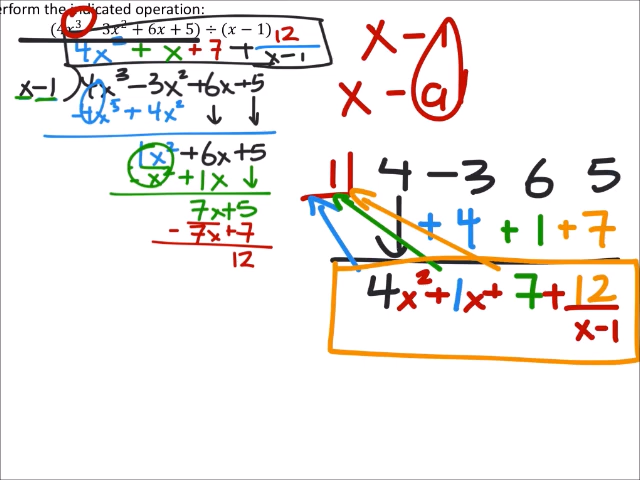 erform the indicated operation:
(4x³ - 3x² + 6x + 5) ÷ (x − 1)
4x² + x + 7 + 12/x-1
x-1 ) 4x³ -3x² +6x +5
-4x³ + 4x²
1x² +6x +5
-x² + 1x
7x+5
- 7x +7
12
x - 1
x - a
1| 4 -3 6 5
+ 4 + 1 + 7
4x² + 1x + 7 + 12/x-1